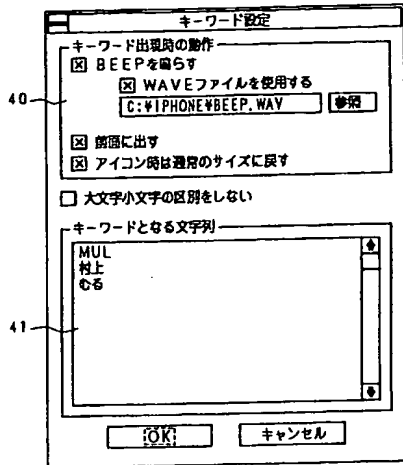 キーワード設定
キーワード出現時の動作
BEEPを鳴らす
WAVEファイルを使用する
C:¥IPHONE¥BEEP.WAV
参照
40
前面に出す
アイコン時は通常のサイズに戻す
大文字小文字の区別をしない
キーワードとなる文字列
MUL
村上
むる
41
OK
キャンセル